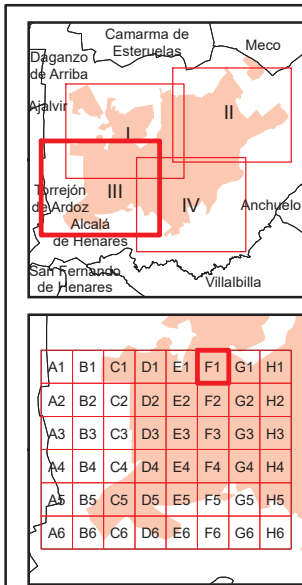 Camarma de
Esteruelas
Meco
Daganzo
de Arriba
Ajalvir
I
II
Torrejón
de Ardoz
III
IV
Anchuelo
Alcalá
de Henares
San Fernando
de Henares
Villalbilla
A1 B1 C1 D1 E1 F1 G1 H1
A2 B2 C2 D2 E2 F2 G2 H2
A3 B3 C3 D3 E3 F3 G3 H3
A4 B4 C4 D4 E4 F4 G4 H4
A5 B5 C5 D5 E5 F5 G5 H5
A6 B6 C6 D6 E6 F6 G6 H6